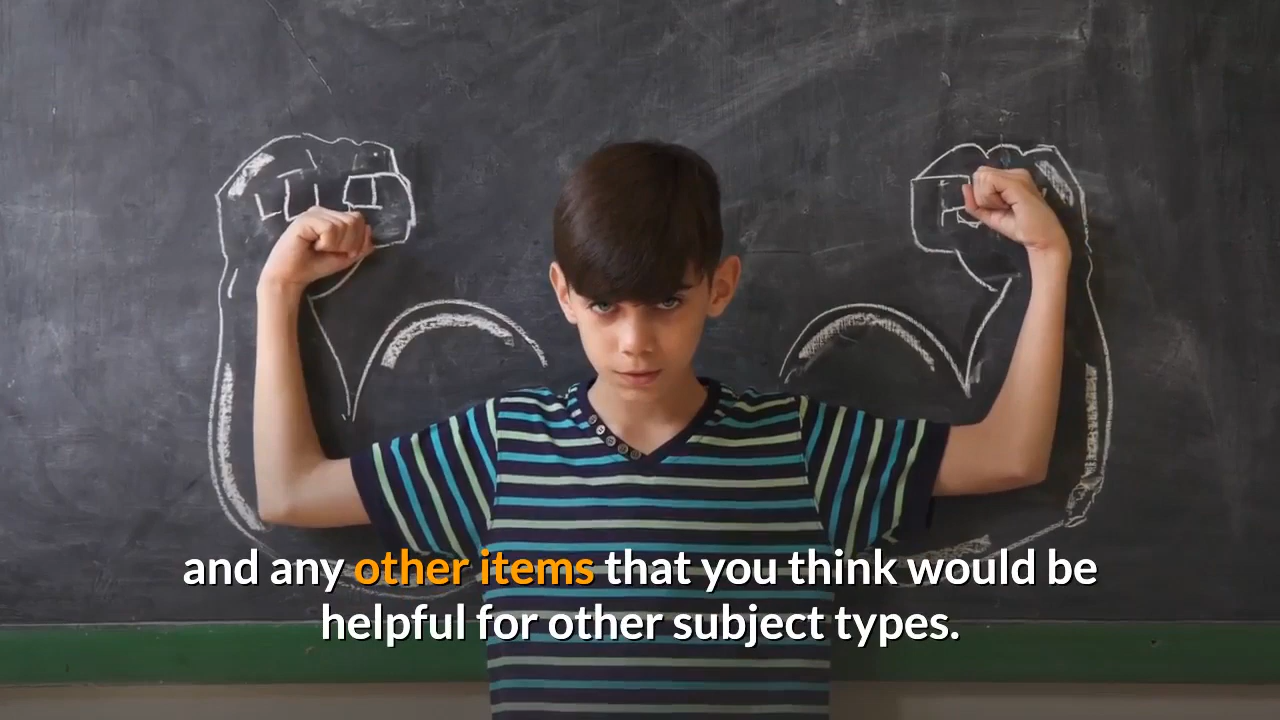 and any other items that you think would be
helpful for other subject types.